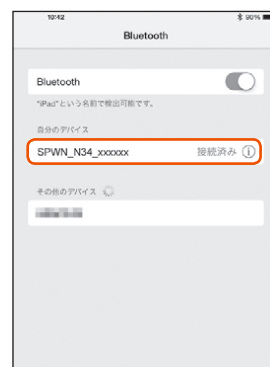 10:42
90%
Bluetooth
Bluetooth
"iPad"という名前で検出可能です。
自分のデバイス
SPWN_N34_xxxxxx 接続済み
その他のデバイス